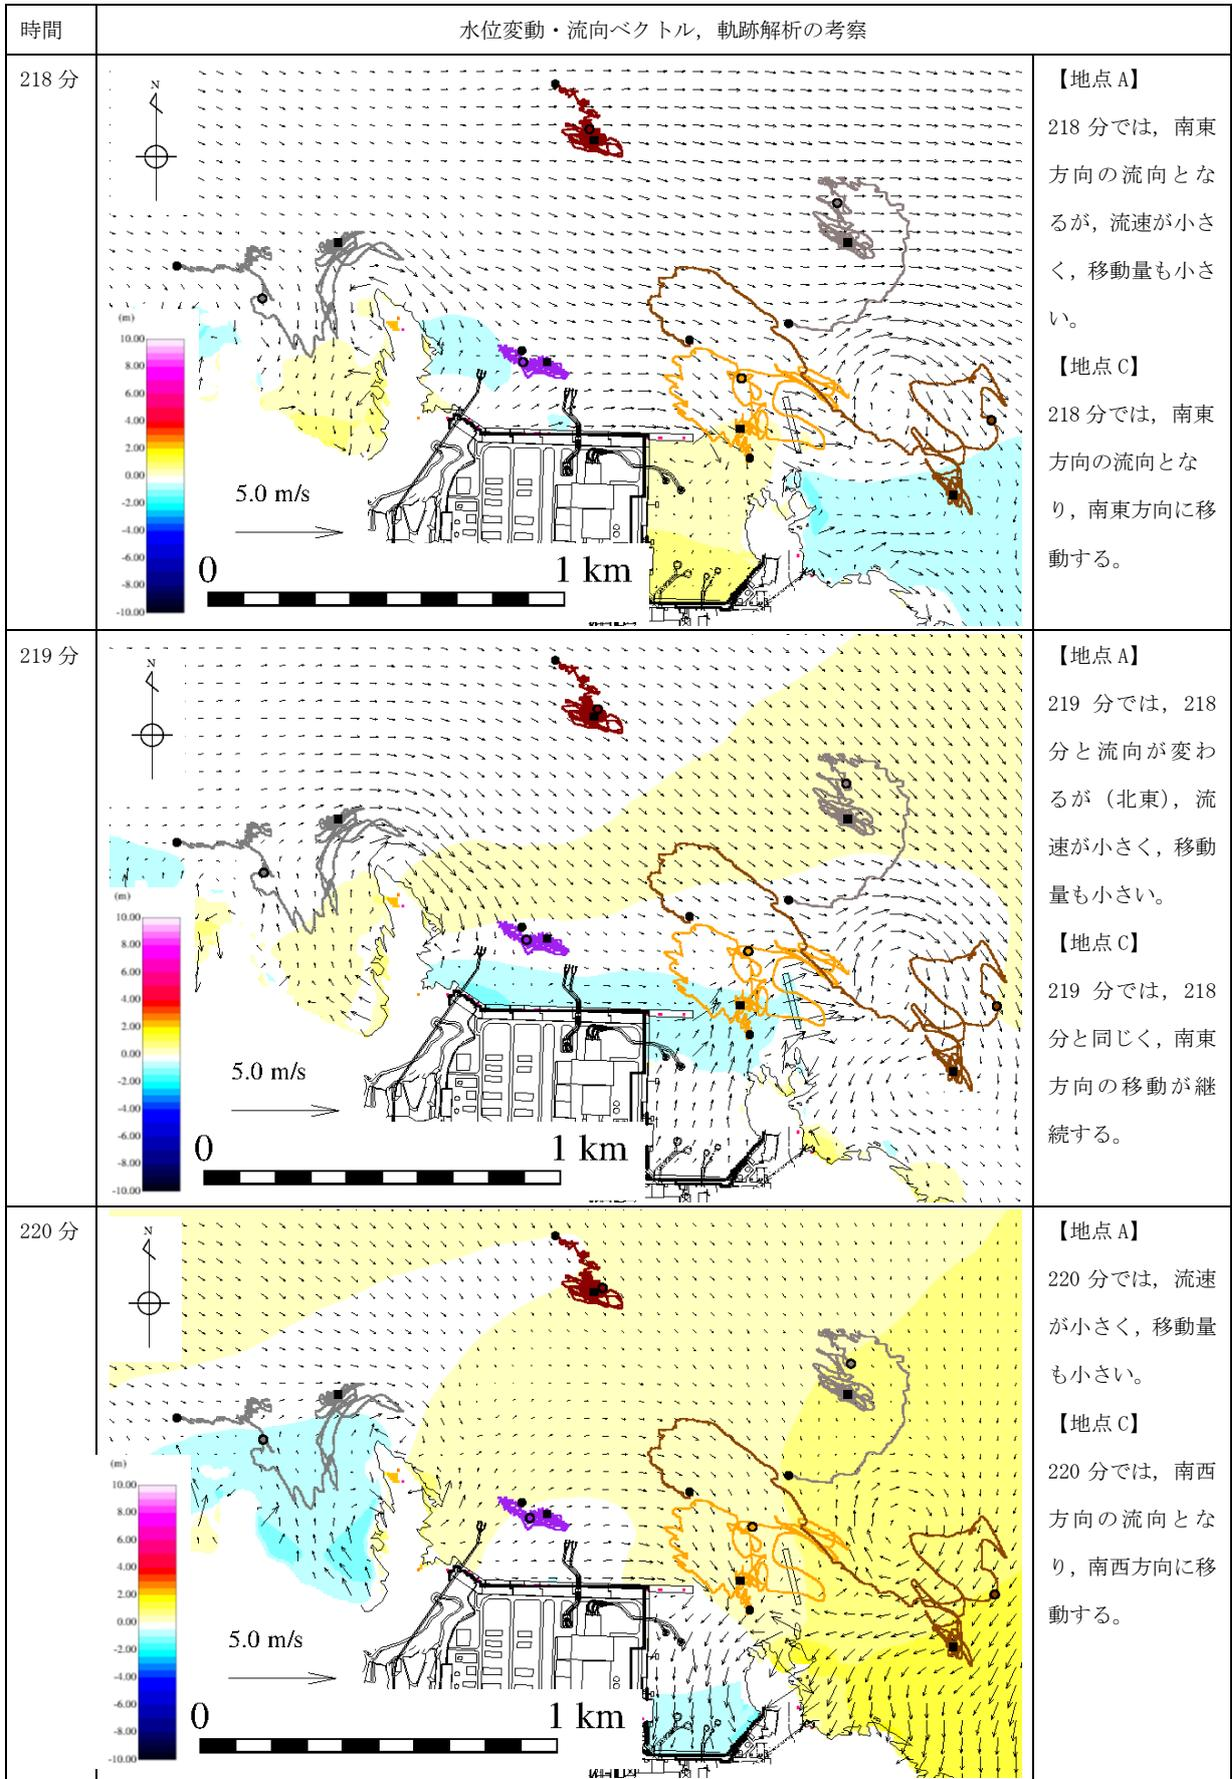 時間
水位変動・流向ベクトル，軌跡解析の考察
218 分
N
(m)
10.00
8.00
6.00
4.00
2.00
0.00
-2.00
-4.00
-6.00
-8.00
-10.00
5.0 m/s
0
1 km
【地点 A】
218 分では，南東
方向の流向とな
るが，流速が小さ
く，移動量も小さ
い。
【地点 C】
218 分では，南東
方向の流向とな
り，南東方向に移
動する。
219 分
N
(m)
10.00
8.00
6.00
4.00
2.00
0.00
-2.00
-4.00
-6.00
-8.00
-10.00
5.0 m/s
0
1 km
【地点 A】
219 分では，218
分と流向が変わ
るが（北東），流
速が小さく，移動
量も小さい。
【地点 C】
219 分では，218
分と同じく，南東
方向の移動が継
続する。
220 分
N
(m)
10.00
8.00
6.00
4.00
2.00
0.00
-2.00
-4.00
-6.00
-8.00
-10.00
5.0 m/s
0
1 km
【地点 A】
220 分では，流速
が小さく，移動量
も小さい。
【地点 C】
220 分では，南西
方向の流向とな
り，南西方向に移
動する。